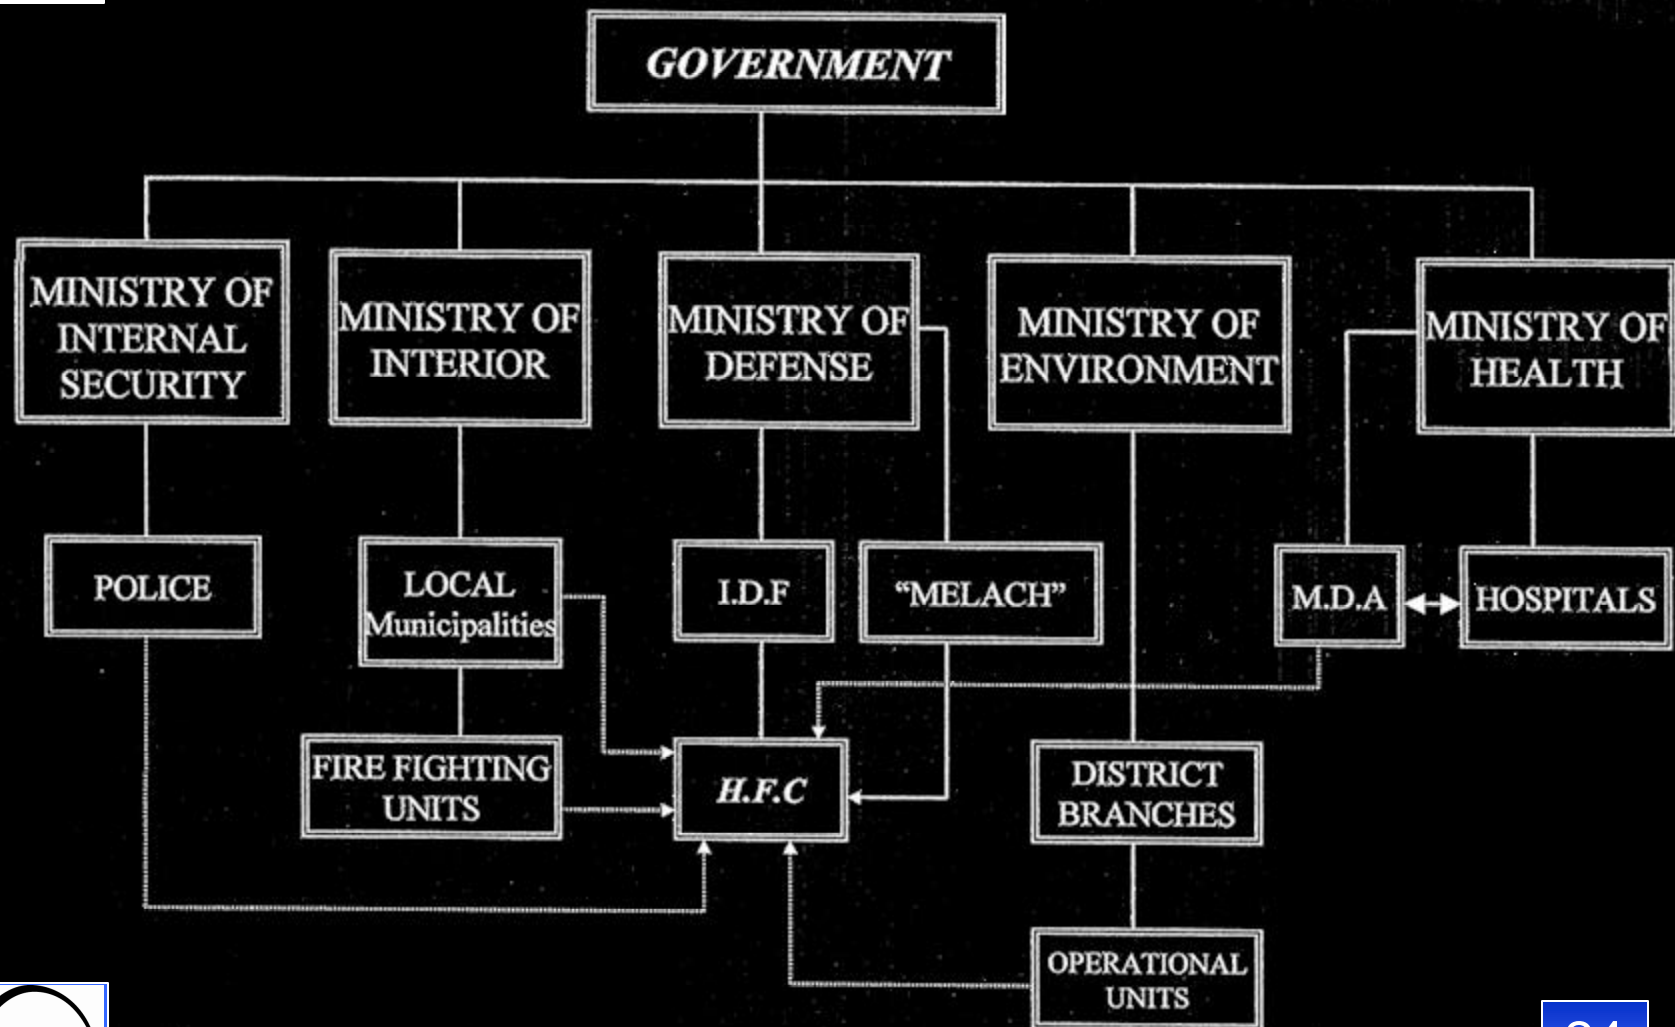 GOVERNMENT
MINISTRY OF
INTERNAL
SECURITY
MINISTRY OF
INTERIOR
MINISTRY OF
DEFENSE
MINISTRY OF
ENVIRONMENT
MINISTRY OF
HEALTH
POLICE
LOCAL
Municipalities
I.D.F
“MELACH”
M.D.A
HOSPITALS
FIRE FIGHTING
UNITS
H.F.C
DISTRICT
BRANCHES
OPERATIONAL
UNITS